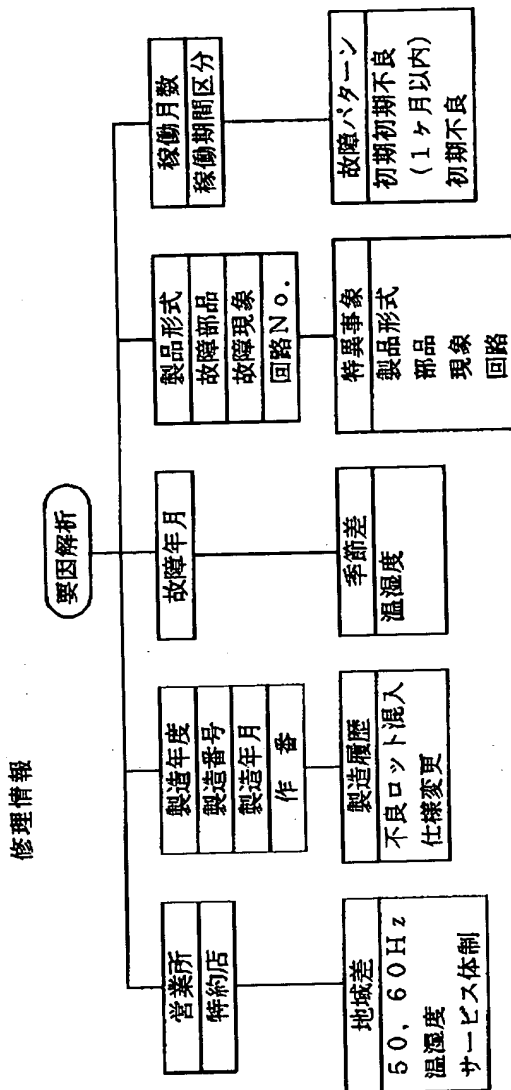 修理情報
要因解析
営業所
特約店
地域差
50, 60Hz
温湿度
サービス体制
製造年度
製造番号
製造年月
作 番
製造履歴
不良ロット混入
仕様変更
故障年月
季節差
温湿度
製品形式
故障部品
故障現象
回路No.
特異事象
製品形式
部品
現象
回路
稼働月数
稼働期間区分
故障パターン
初期初期不良
(1ヶ月以内)
初期不良